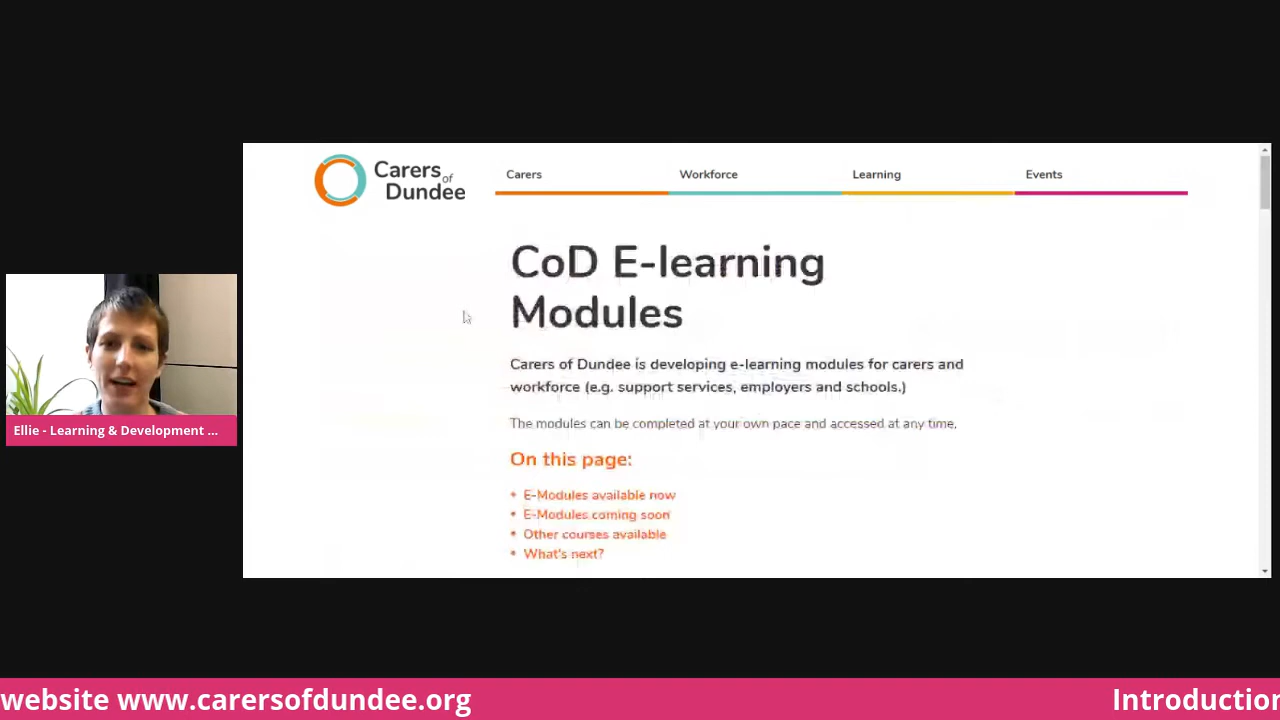 Carers of
Dundee
Carers
Workforce
Learning
Events
CoD E-learning
Modules
Carers of Dundee is developing e-learning modules for carers and
workforce (e.g. support services, employers and schools.)
The modules can be completed at your own pace and accessed at any time.
On this page:
• E-Modules available now
• E-Modules coming soon
• Other courses available
• What's next?
Ellie - Learning & Development ...
website www.carersofdundee.org
Introduction